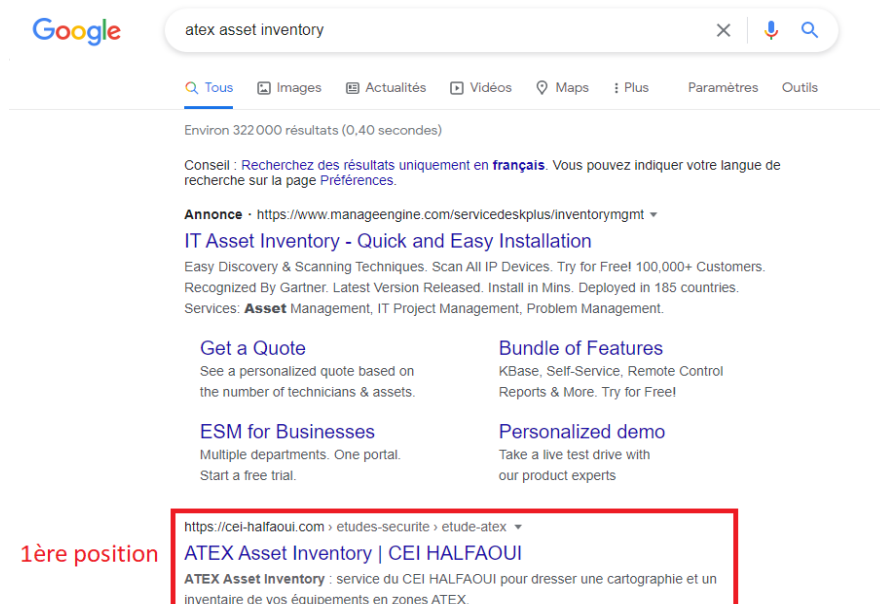 Google
atex asset inventory
Tous Images Actualités Vidéos Maps Plus Paramètres Outils
Environ 322 000 résultats (0,40 secondes)
Conseil : Recherchez des résultats uniquement en français. Vous pouvez indiquer votre langue de
recherche sur la page Préférences.
Annonce · https://www.manageengine.com/servicedeskplus/inventorymgmt
IT Asset Inventory - Quick and Easy Installation
Easy Discovery & Scanning Techniques. Scan All IP Devices. Try for Free! 100,000+ Customers.
Recognized By Gartner. Latest Version Released. Install in Mins. Deployed in 185 countries.
Services: Asset Management, IT Project Management, Problem Management.
Get a Quote
See a personalized quote based on
the number of technicians & assets.
Bundle of Features
KBase, Self-Service, Remote Control
Reports & More. Try for Free!
ESM for Businesses
Multiple departments. One portal.
Start a free trial.
Personalized demo
Take a live test drive with
our product experts
https://cei-halfaoui.com › etudes-securite › etude-atex
1ère position
ATEX Asset Inventory | CEI HALFAOUI
ATEX Asset Inventory : service du CEI HALFAOUI pour dresser une cartographie et un
inventaire de vos équipements en zones ATEX.